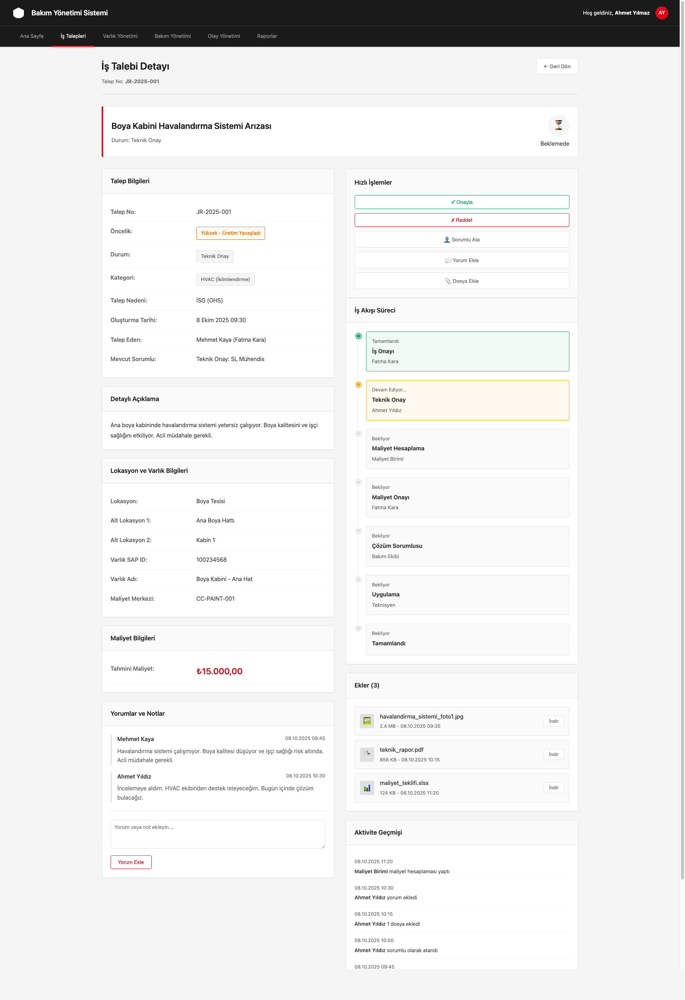 Bakım Yönetimi Sistemi
Hoş geldiniz, Ahmet Yılmaz
AY
Ana Sayfa
İş Talepleri
Varlık Yönetimi
Bakım Yönetimi
Olay Yönetimi
Raporlar
İş Talebi Detayı
← Geri Dön
Talep No: JR-2025-001
Boya Kabini Havalandırma Sistemi Arızası
Durum: Teknik Onay
Beklemede
Talep Bilgileri
Talep No: JR-2025-001
Öncelik: Yüksek - Üretim Yavaşladı
Durum: Teknik Onay
Kategori: HVAC (İklimlendirme)
Talep Nedeni: İSG (OHS)
Oluşturma Tarihi: 8 Ekim 2025 09:30
Talep Eden: Mehmet Kaya (Fatma Kara)
Mevcut Sorumlu: Teknik Onay: SL Mühendis
Detaylı Açıklama
Ana boya kabininde havalandırma sistemi yetersiz çalışıyor. Boya kalitesini ve işçi
sağlığını etkiliyor. Acil müdahale gerekli.
Lokasyon ve Varlık Bilgileri
Lokasyon: Boya Tesisi
Alt Lokasyon 1: Ana Boya Hattı
Alt Lokasyon 2: Kabin 1
Varlık SAP ID: 100234568
Varlık Adı: Boya Kabini - Ana Hat
Maliyet Merkezi: CC-PAINT-001
Maliyet Bilgileri
Tahmini Maliyet: ₺15.000,00
Yorumlar ve Notlar
Mehmet Kaya 08.10.2025 09:45
Havalandırma sistemi çalışmıyor. Boya kalitesi düşüyor ve işçi sağlığı risk altında.
Acil müdahale gerekli.
Ahmet Yıldız 08.10.2025 10:30
İncelemeye aldım. HVAC ekibinden destek isteyeceğim. Bugün içinde çözüm
bulacağız.
Yorum veya not ekleyin...
Yorum Ekle
Hızlı İşlemler
✓ Onayla
✗ Reddet
Sorumlu Ata
Yorum Ekle
Dosya Ekle
İş Akışı Süreci
Tamamlandı
İş Onayı
Fatma Kara
Devam Ediyor...
Teknik Onay
Ahmet Yıldız
Bekliyor
Maliyet Hesaplama
Maliyet Birimi
Bekliyor
Maliyet Onayı
Fatma Kara
Bekliyor
Çözüm Sorumlusu
Bakım Ekibi
Bekliyor
Uygulama
Teknisyen
Bekliyor
Tamamlandı
Ekler (3)
havalandirma_sistemi_foto1.jpg
2.4 MB - 08.10.2025 09:35
İndir
teknik_rapor.pdf
856 KB - 08.10.2025 10:15
İndir
maliyet_teklifi.xlsx
124 KB - 08.10.2025 11:20
İndir
Aktivite Geçmişi
08.10.2025 11:20
Maliyet Birimi maliyet hesaplaması yaptı
08.10.2025 10:30
Ahmet Yıldız yorum ekledi
08.10.2025 10:15
Ahmet Yıldız 1 dosya ekledi
08.10.2025 10:00
Ahmet Yıldız sorumlu olarak atandı
08.10.2025 09:45